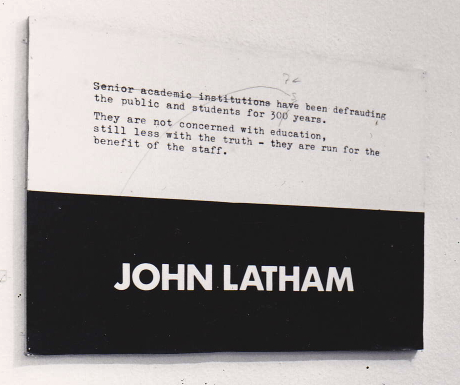 Senior academic institutions have been defrauding
the public and students for 300 years.
They are not concerned with education,
still less with the truth - they are run for the
benefit of the staff.
JOHN LATHAM